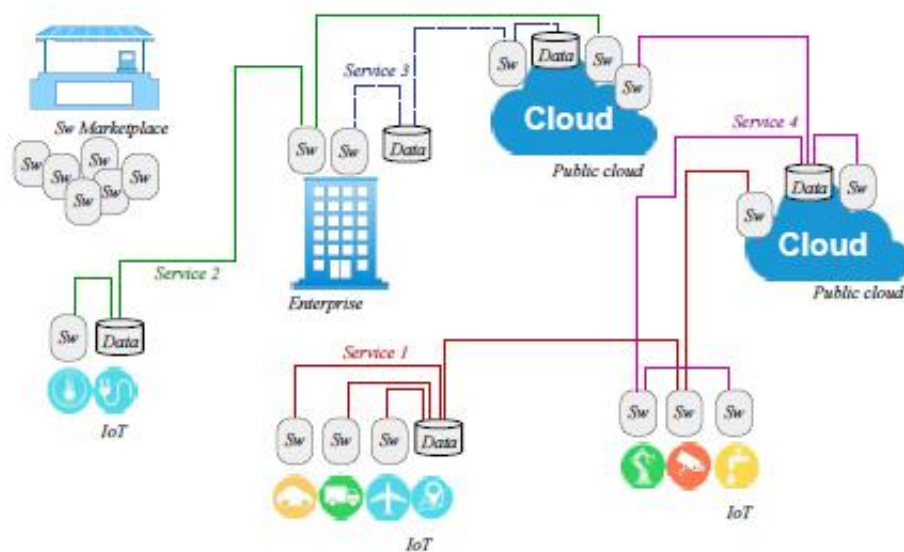 Sw Marketplace
Sw
Sw
Sw
Sw
Sw
Sw
Service 3
Sw
Sw
Data
Enterprise
Sw
Data
Sw
Sw
Cloud
Public cloud
Service 4
Data
Sw
Sw
Cloud
Public cloud
Service 2
Sw
Data
IoT
Service 1
Sw
Sw
Sw
Data
IoT
Sw
Sw
Sw
IoT